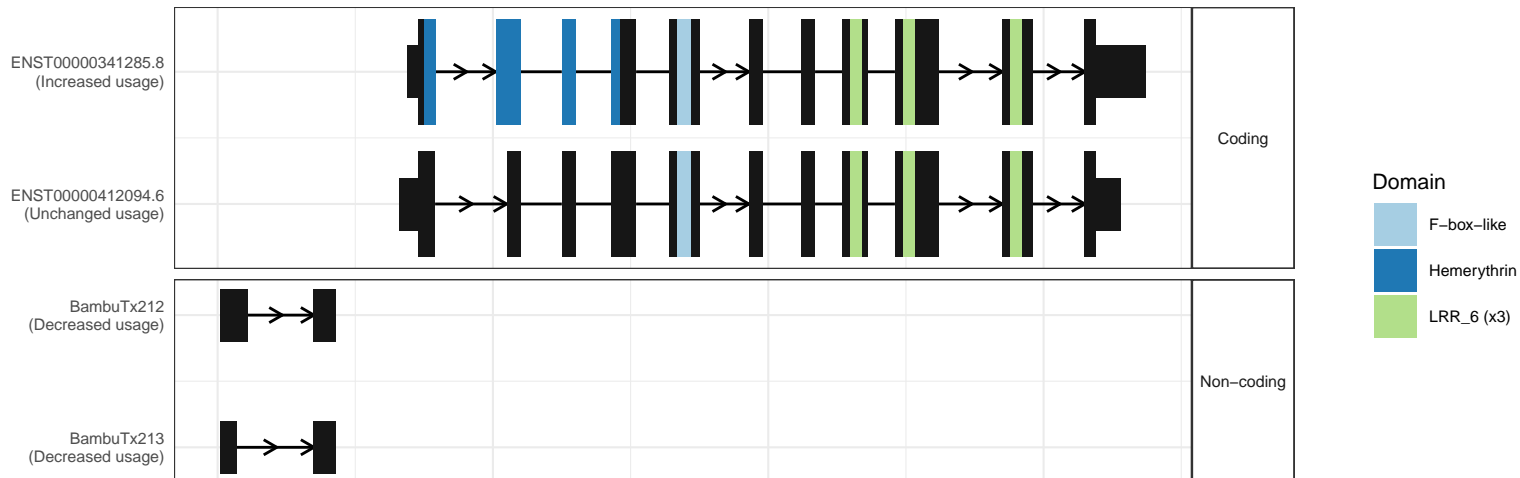 ENST00000341285.8
(Increased usage)
ENST00000412094.6
(Unchanged usage)
Coding
BambuTx212
(Decreased usage)
BambuTx213
(Decreased usage)
Non−coding
Domain
F−box−like
Hemerythrin
LRR_6 (x3)